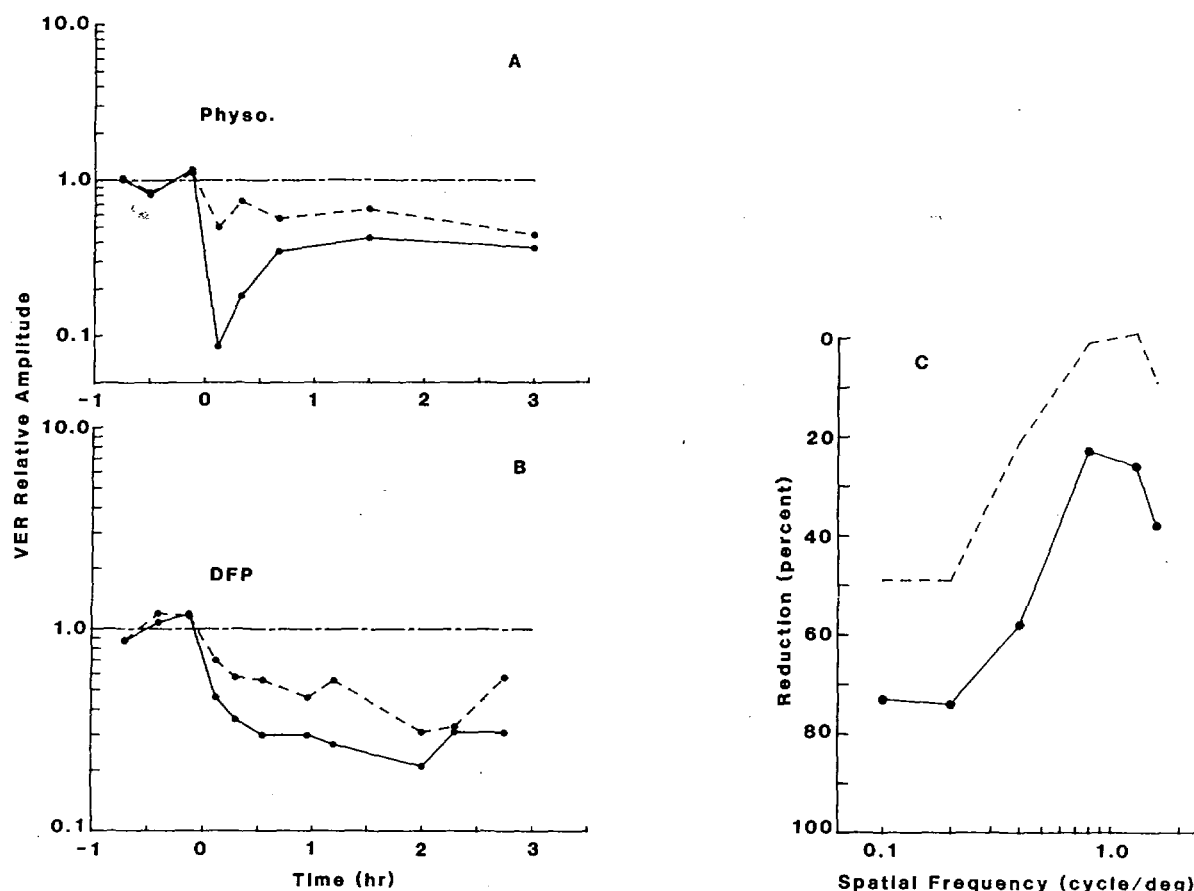 10.0
A
Physo.
1.0
0.1
-1
0
1
2
3
VER Relative Amplitude
10.0
B
DFP
1.0
0.1
-1
0
1
2
3
Time (hr)
C
0
20
40
60
80
100
Reduction (percent)
0.1
1.0
Spatial Frequency (cycle/deg)